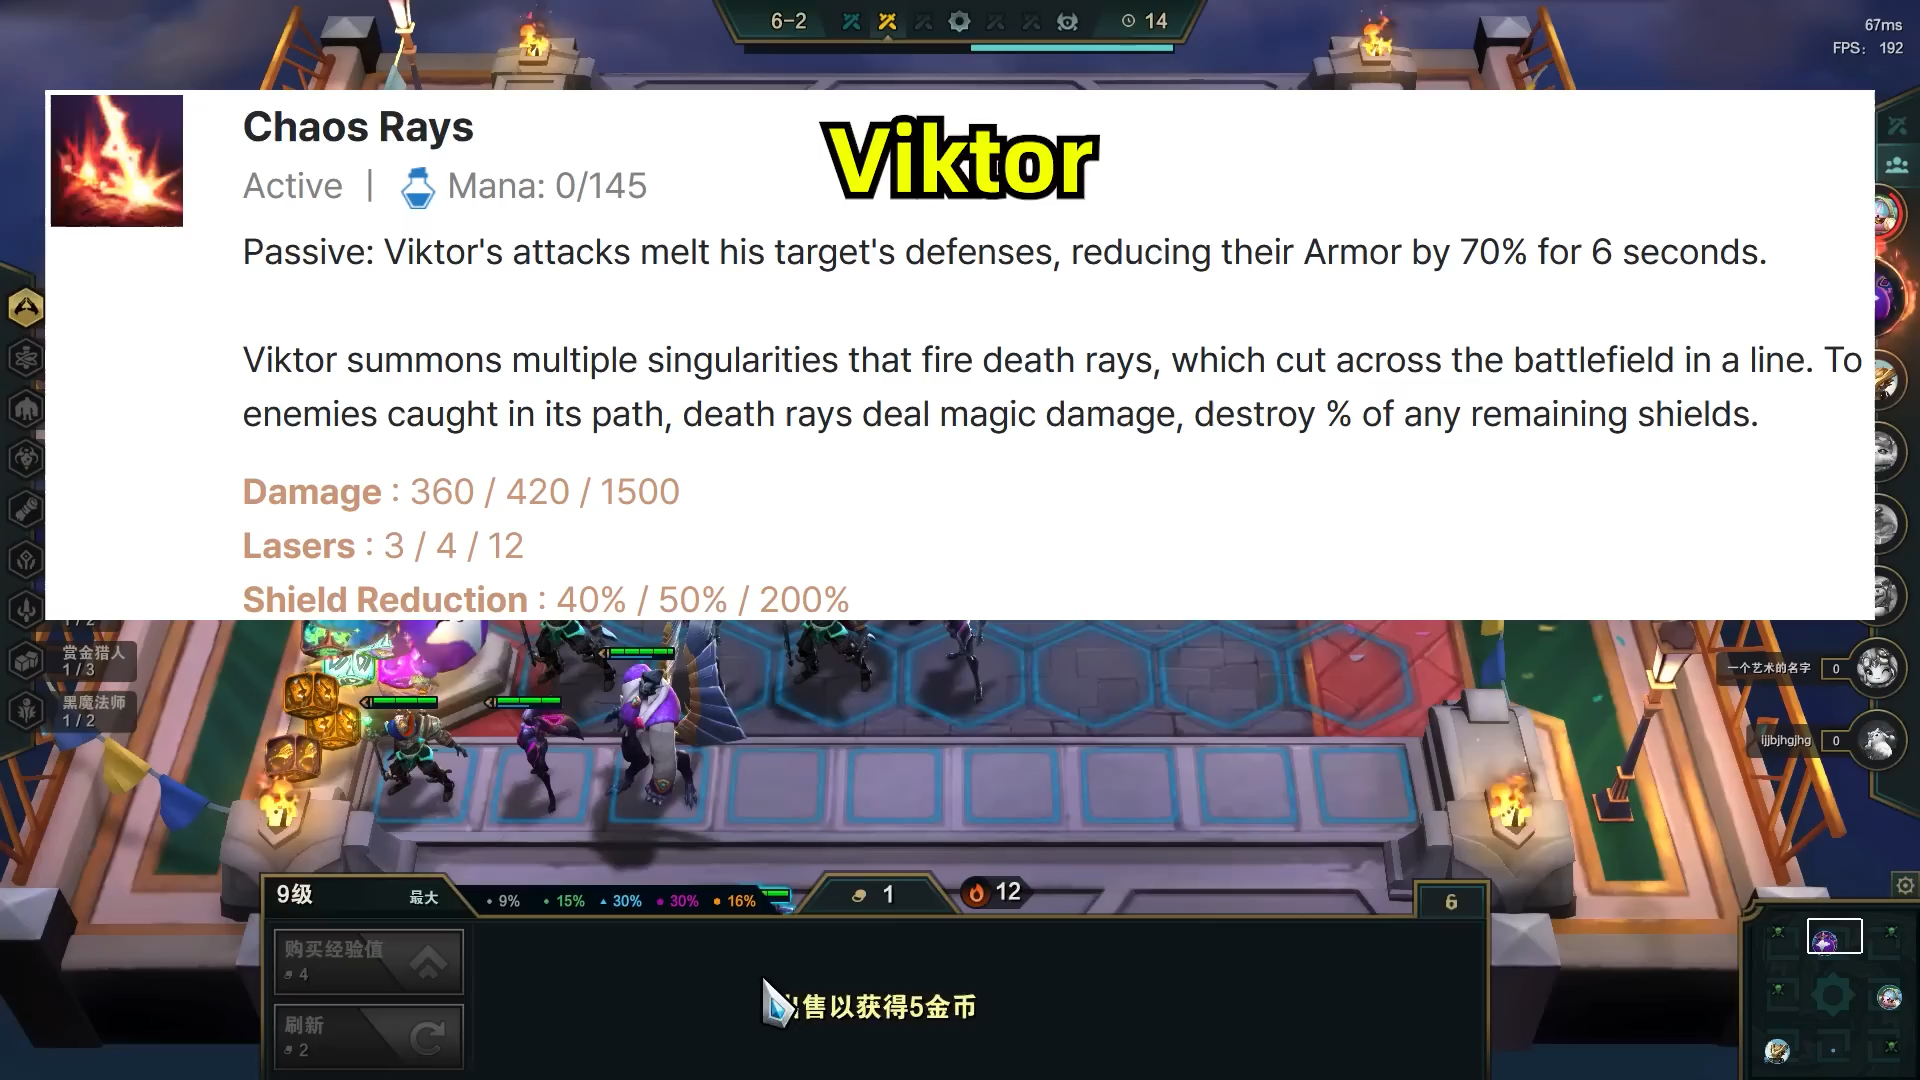 6-2
14
67ms
FPS: 192
Chaos Rays
Viktor
Active | Mana: 0/145
Passive: Viktor's attacks melt his target's defenses, reducing their Armor by 70% for 6 seconds.
Viktor summons multiple singularities that fire death rays, which cut across the battlefield in a line. To
enemies caught in its path, death rays deal magic damage, destroy % of any remaining shields.
Damage : 360 / 420 / 1500
Lasers : 3 / 4 / 12
Shield Reduction : 40% / 50% / 200%
1 / 2
赏金猎人
1 / 3
黑魔法师
1 / 2
一个艺术的名字 0
ijjbjhgjhg 0
9级 最大
9% 15% 30% 30% 16%
1
12
6
购买经验值
4
刷新
2
售以获得5金币